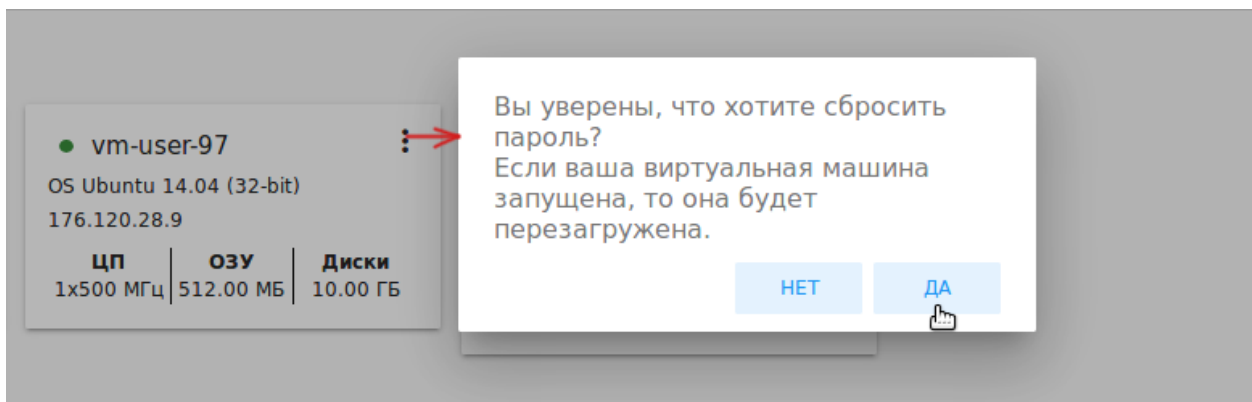 vm-user-97
OS Ubuntu 14.04 (32-bit)
176.120.28.9
ЦП ОЗУ Диски
1x500 МГц 512.00 МБ 10.00 ГБ
Вы уверены, что хотите сбросить
пароль?
Если ваша виртуальная машина
запущена, то она будет
перезагружена.
НЕТ ДА